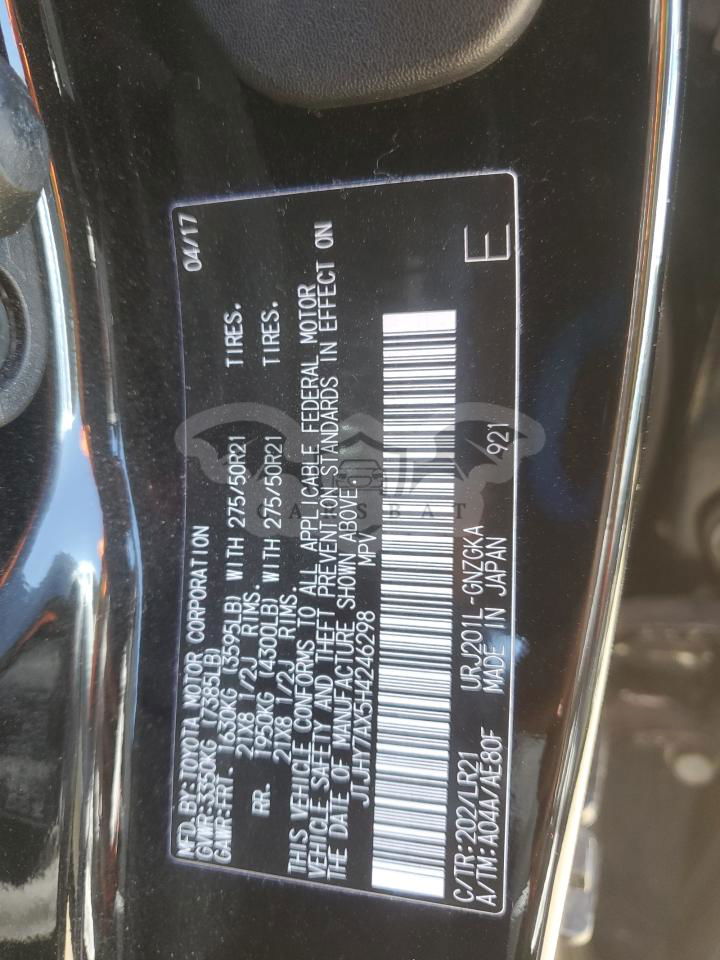 MFD. BY: TOYOTA MOTOR CORPORATION 04/17
GVWR: 3350KG (7385LB)
GAWR: FRT. 1630KG (3595LB) WITH 275/50R21 TIRES.
21X8 1/2J RIMS.
RR. 1950KG (4300LB) WITH 275/50R21 TIRES.
21X8 1/2J RIMS.
THIS VEHICLE CONFORMS TO ALL APPLICABLE FEDERAL MOTOR
VEHICLE SAFETY AND THEFT PREVENTION STANDARDS IN EFFECT ON
THE DATE OF MANUFACTURE SHOWN ABOVE.
JTJHY7AX5H4246298 MPV
C/TR: 202/LR21 URJ201L-GNZGKA 921
A/TM: A04A/AE80F MADE IN JAPAN E
CARSBAT